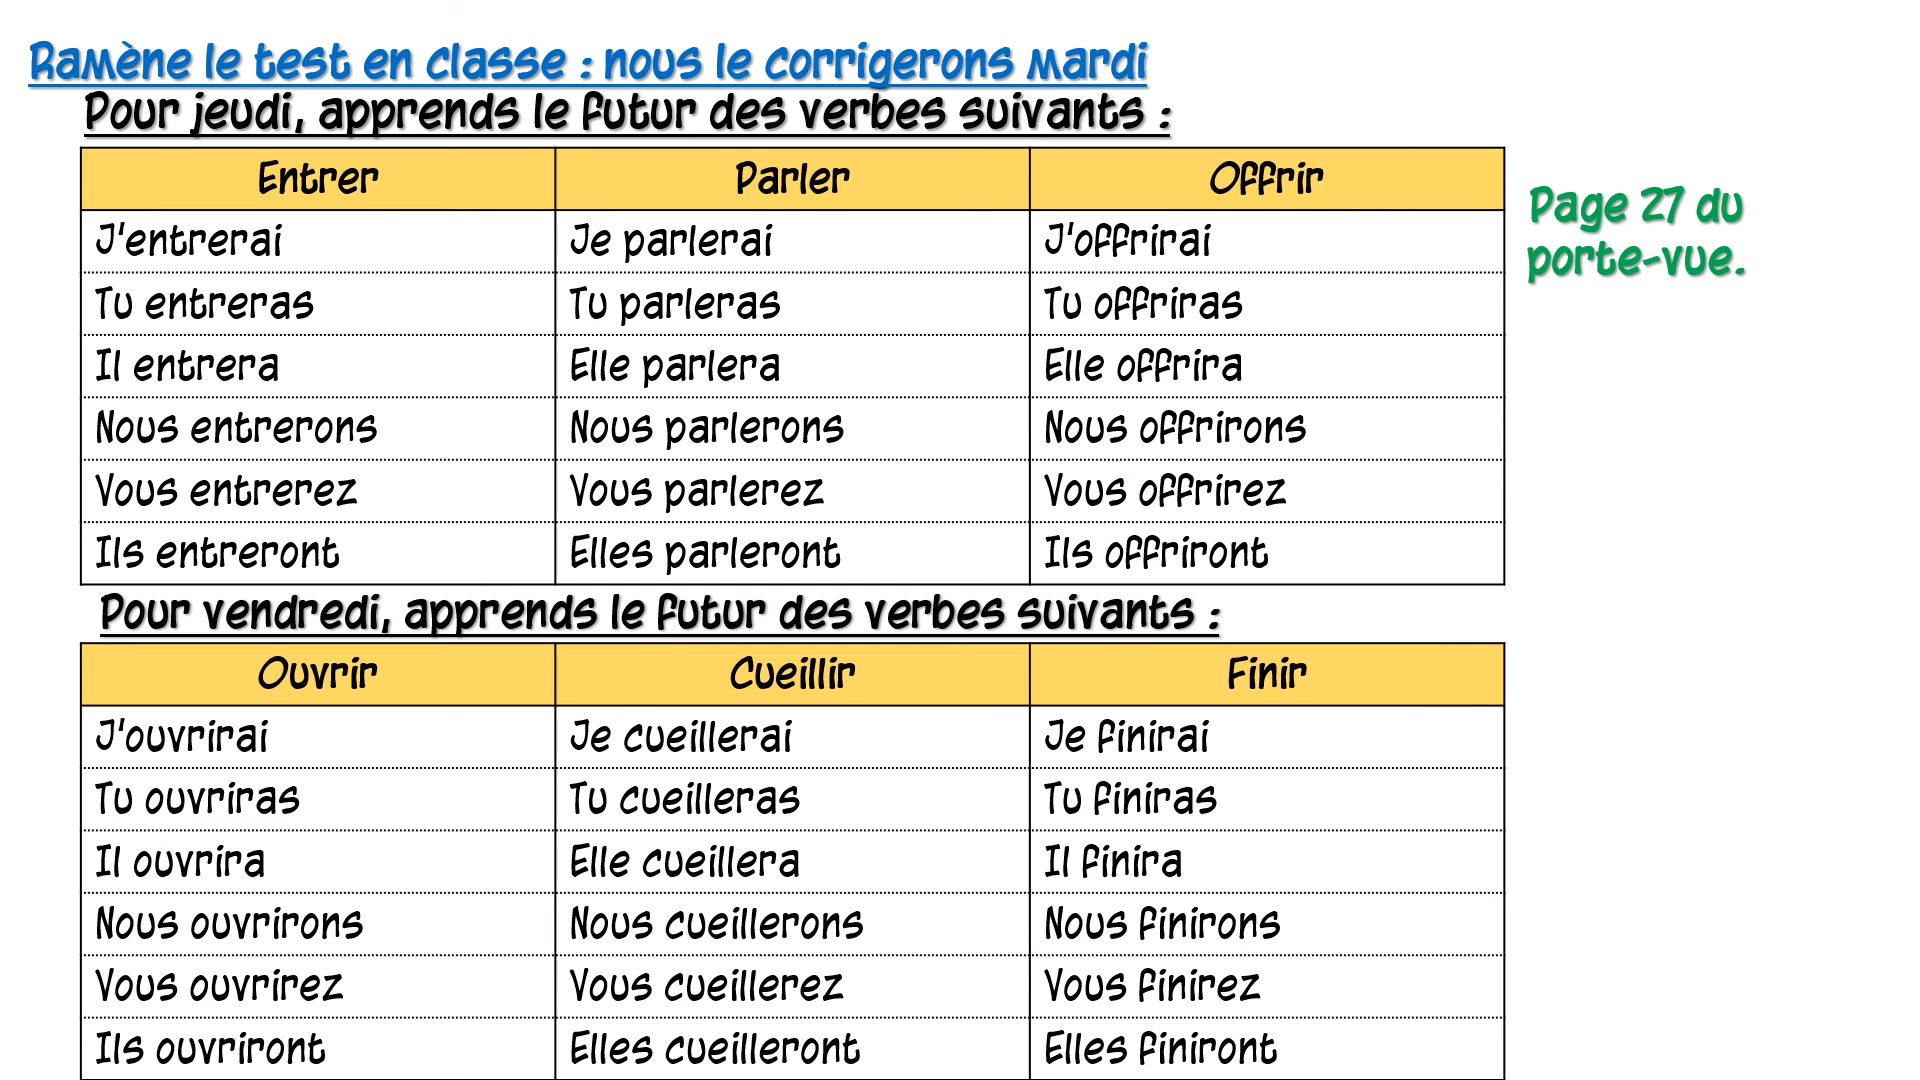 Ramène le test en classe : nous le corrigerons mardi
Pour jeudi, apprends le futur des verbes suivants :
Entrer Parler Offrir
J'entrerai Je parlerai J'offrirai
Tu entreras Tu parleras Tu offriras
Il entrera Elle parlera Elle offrira
Nous entrerons Nous parlerons Nous offrirons
Vous entrerez Vous parlerez Vous offrirez
Ils entreront Elles parleront Ils offriront
Page 27 du
porte-vue.
Pour vendredi, apprends le futur des verbes suivants :
Ouvrir Cueillir Finir
J'ouvrirai Je cueillerai Je finirai
Tu ouvriras Tu cueilleras Tu finiras
Il ouvrira Elle cueillera Il finira
Nous ouvrirons Nous cueillerons Nous finirons
Vous ouvrirez Vous cueillerez Vous finirez
Ils ouvriront Elles cueilleront Elles finiront